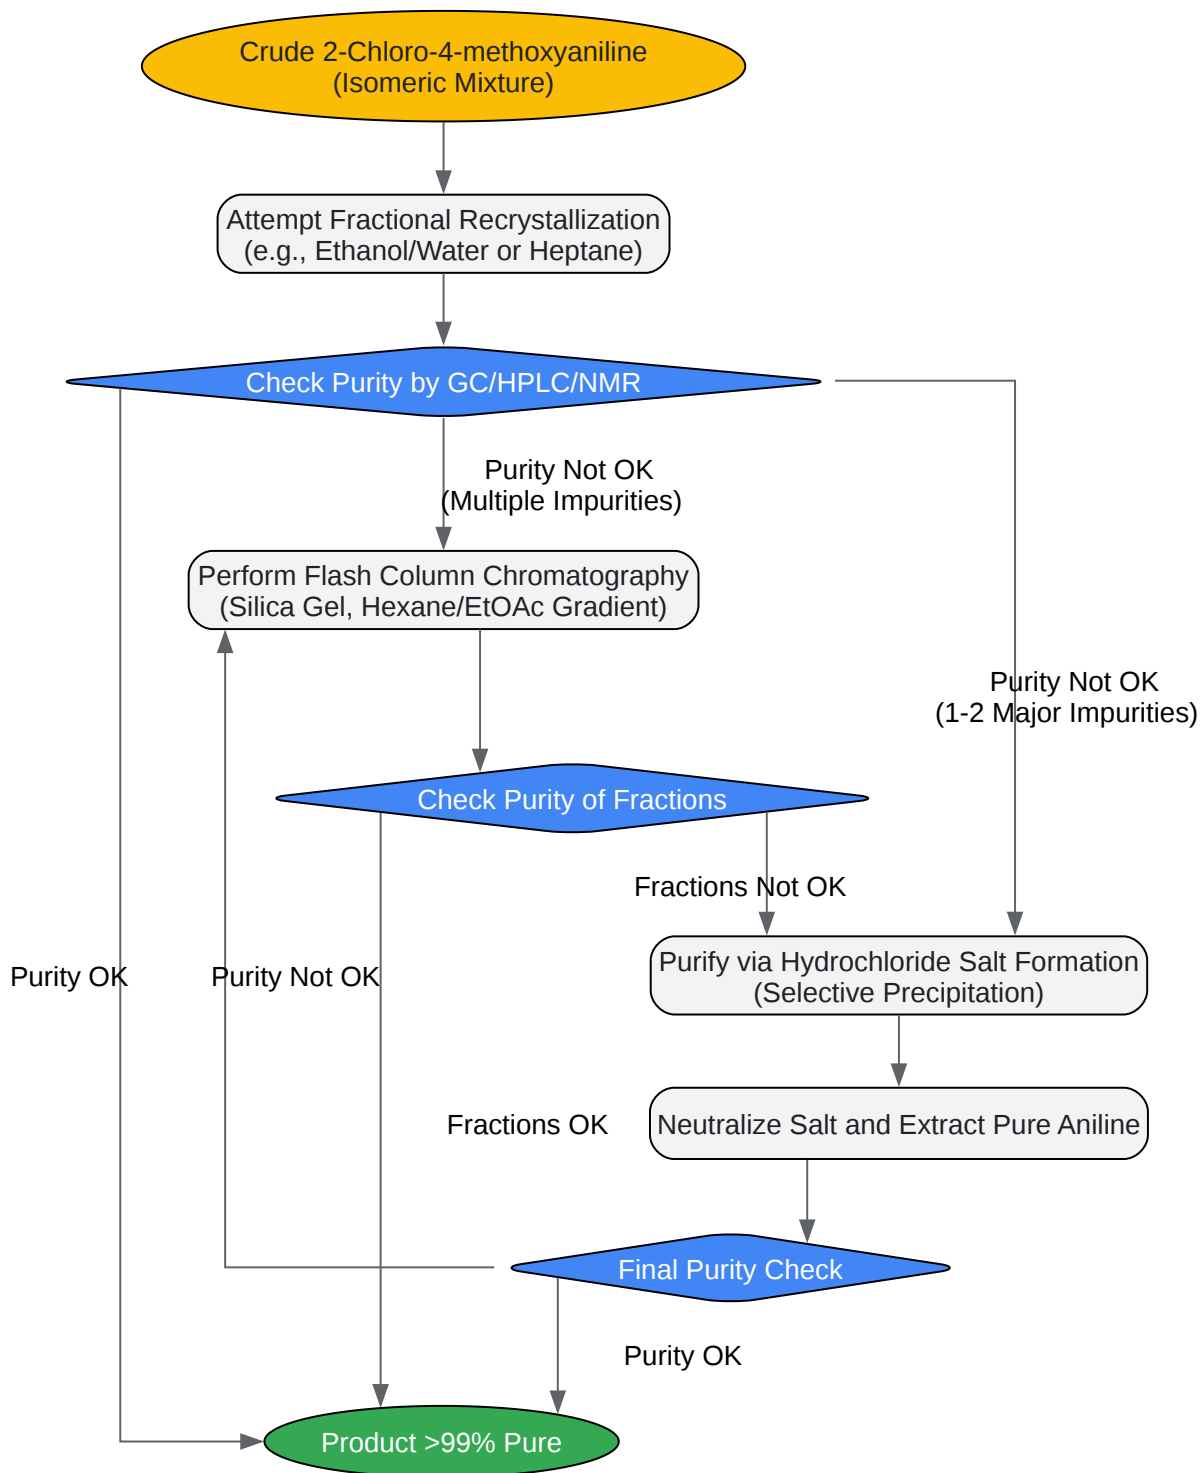 Crude 2-Chloro-4-methoxyaniline
(Isomeric Mixture)
Attempt Fractional Recrystallization
(e.g., Ethanol/Water or Heptane)
Check Purity by GC/HPLC/NMR
Purity Not OK
(Multiple Impurities)
Perform Flash Column Chromatography
(Silica Gel, Hexane/EtOAc Gradient)
Purity Not OK
(1-2 Major Impurities)
Check Purity of Fractions
Fractions Not OK
Purify via Hydrochloride Salt Formation
(Selective Precipitation)
Purity OK
Purity Not OK
Fractions OK
Neutralize Salt and Extract Pure Aniline
Final Purity Check
Purity OK
Product >99% Pure